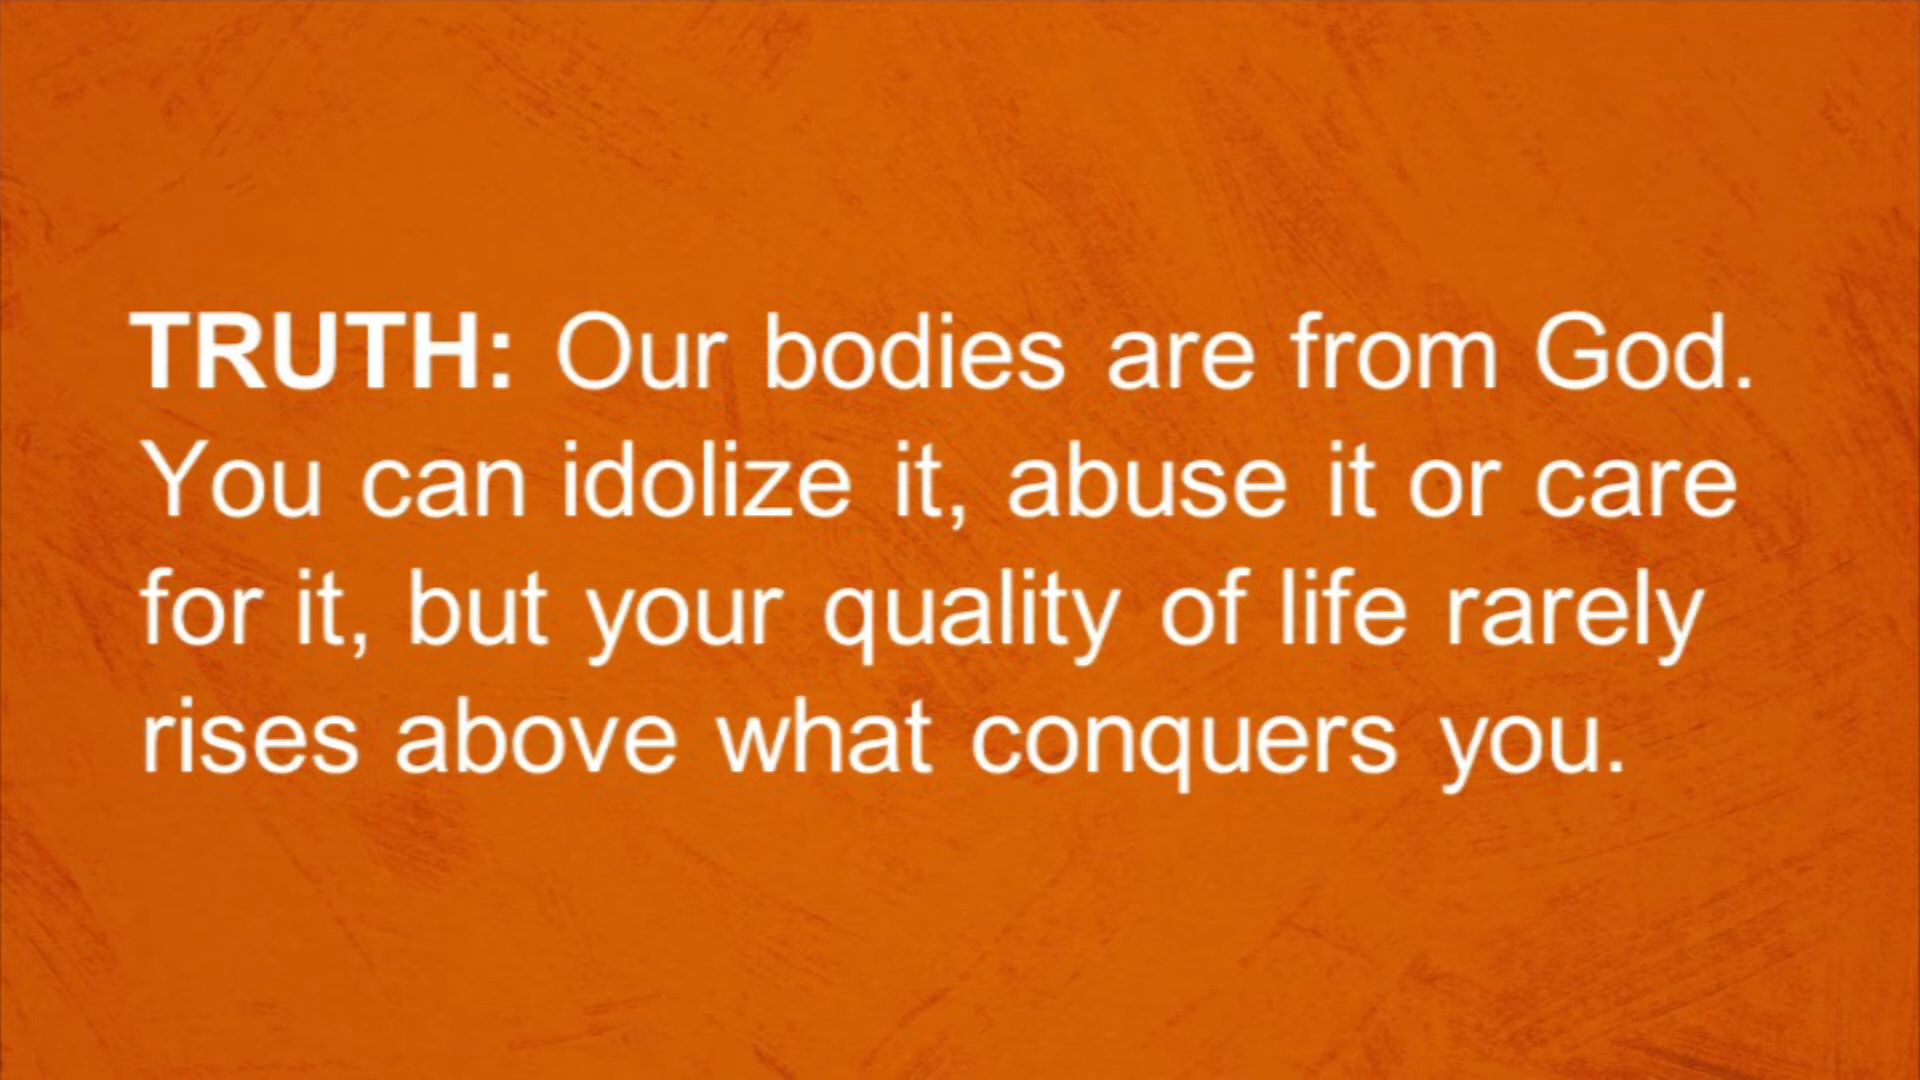 TRUTH: Our bodies are from God.
You can idolize it, abuse it or care
for it, but your quality of life rarely
rises above what conquers you.